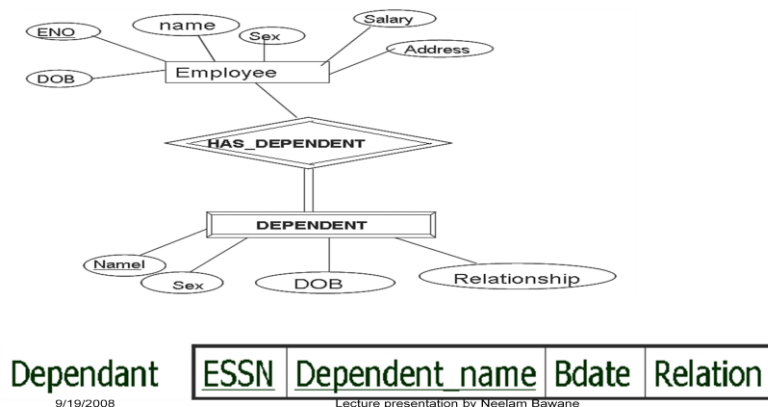 ENO
name
Sex
Salary
Address
DOB
Employee
HAS_DEPENDENT
DEPENDENT
Namel
Sex
DOB
Relationship
Dependant ESSN Dependent_name Bdate Relation
9/19/2008 Lecture presentation by Neelam Bawane